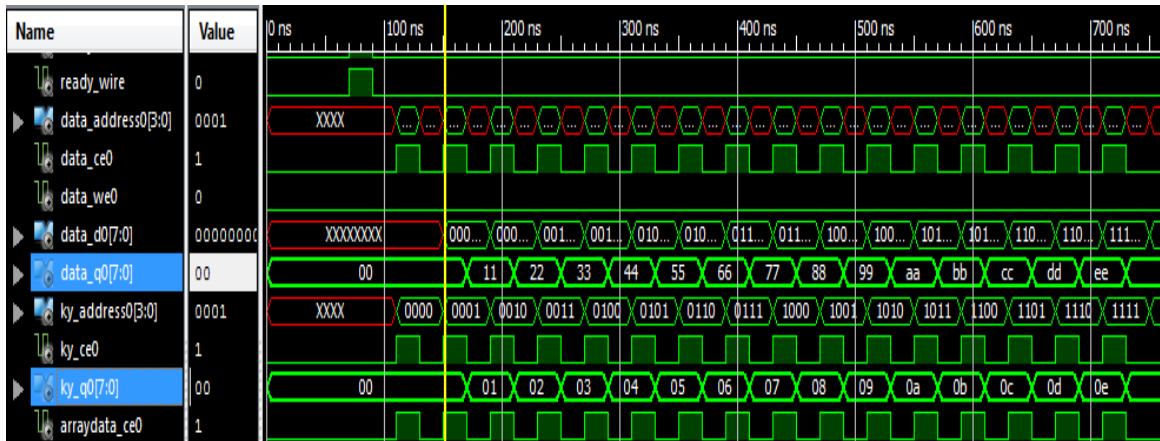 Name Value 0 ns 100 ns 200 ns 300 ns 400 ns 500 ns 600 ns 700 ns
ready_wire 0
data_address0[3:0] 0001 XXXX ... ... ... ... ... ... ... ... ... ... ... ... ... ... ... ... ... ... ... ... ... ... ... ... ... ... ... ... ... ... ...
data_ce0 1
data_we0 0
data_d0[7:0] 00000000 XXXXXXXX 000... 000... 001... 001... 010... 010... 011... 011... 100... 100... 101... 101... 110... 110... 111...
data_q0[7:0] 00 00 11 22 33 44 55 66 77 88 99 aa bb cc dd ee
ky_address0[3:0] 0001 XXXX 0000 0001 0010 0011 0100 0101 0110 0111 1000 1001 1010 1011 1100 1101 1110 1111
ky_ce0 1
ky_q0[7:0] 00 00 01 02 03 04 05 06 07 08 09 0a 0b 0c 0d 0e
arraydata_ce0 1